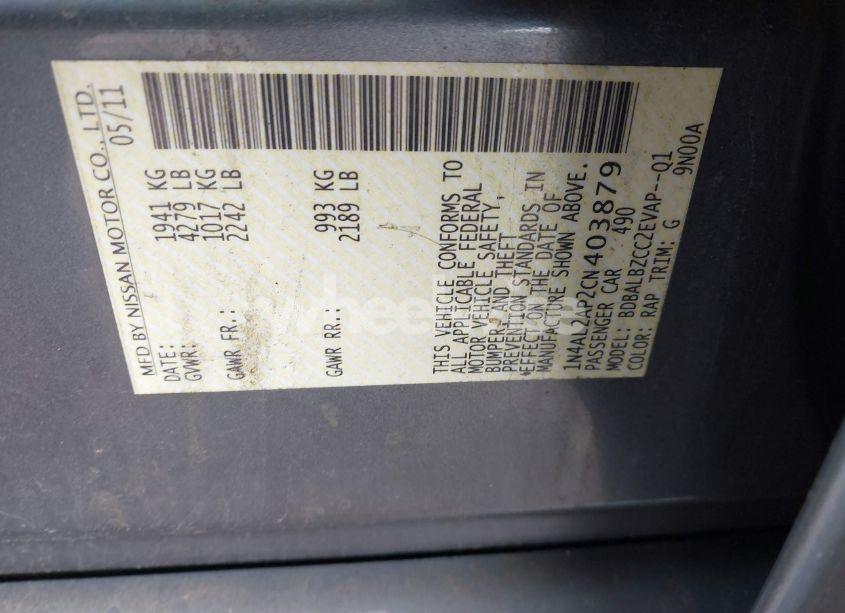 MFD BY NISSAN MOTOR CO., LTD.
DATE: 05/11
GVWR: 1941 KG
4279 LB
GAWR FR.: 1017 KG
2242 LB
GAWR RR.: 993 KG
2189 LB
THIS VEHICLE CONFORMS TO
ALL APPLICABLE FEDERAL
MOTOR VEHICLE SAFETY,
BUMPER, AND THEFT
PREVENTION STANDARDS IN
EFFECT ON THE DATE OF
MANUFACTURE SHOWN ABOVE.
1N4AL2AP2CN403879
PASSENGER CAR 490
MODEL: BDBALBZCC2EVAP--Q1
COLOR: RAP TRIM: G 9N00A